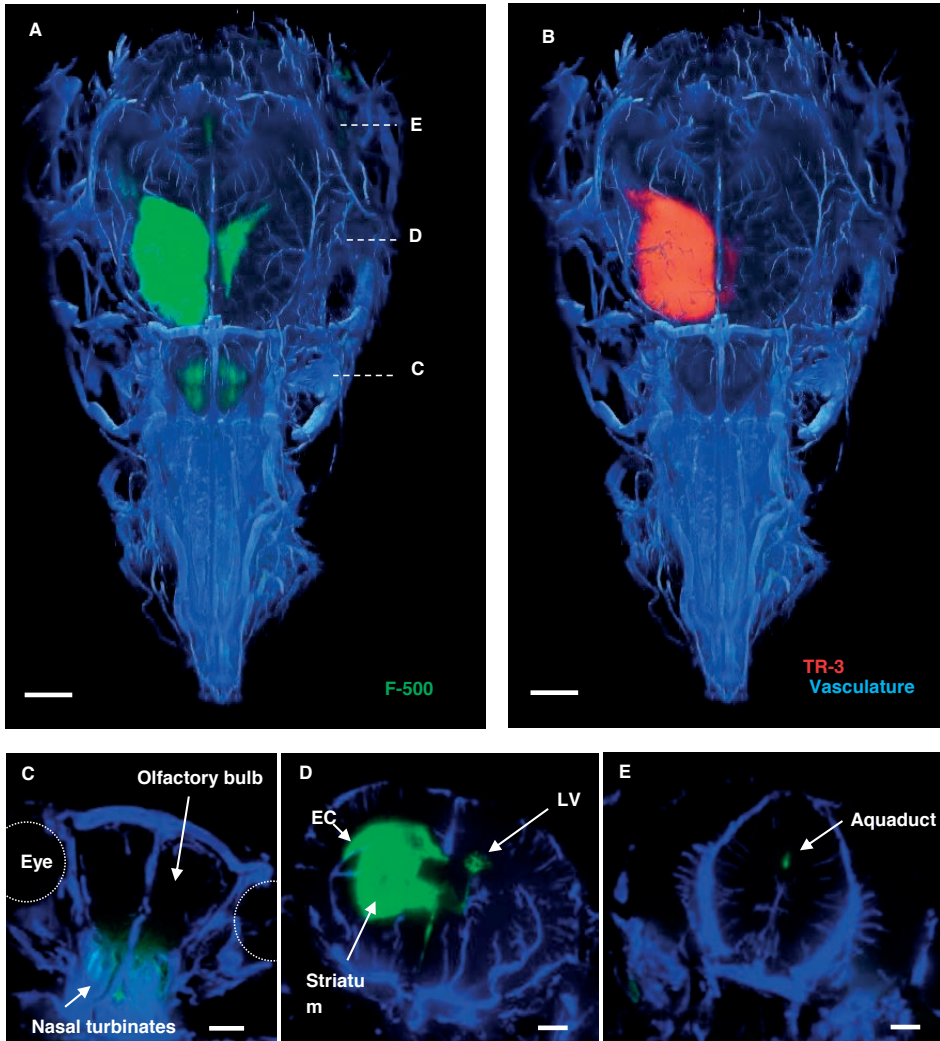 A
E
D
C
F-500
B
TR-3
Vasculature
C
Olfactory bulb
Eye
Nasal turbinates
D
EC
LV
Striatu
m
E
Aquaduct